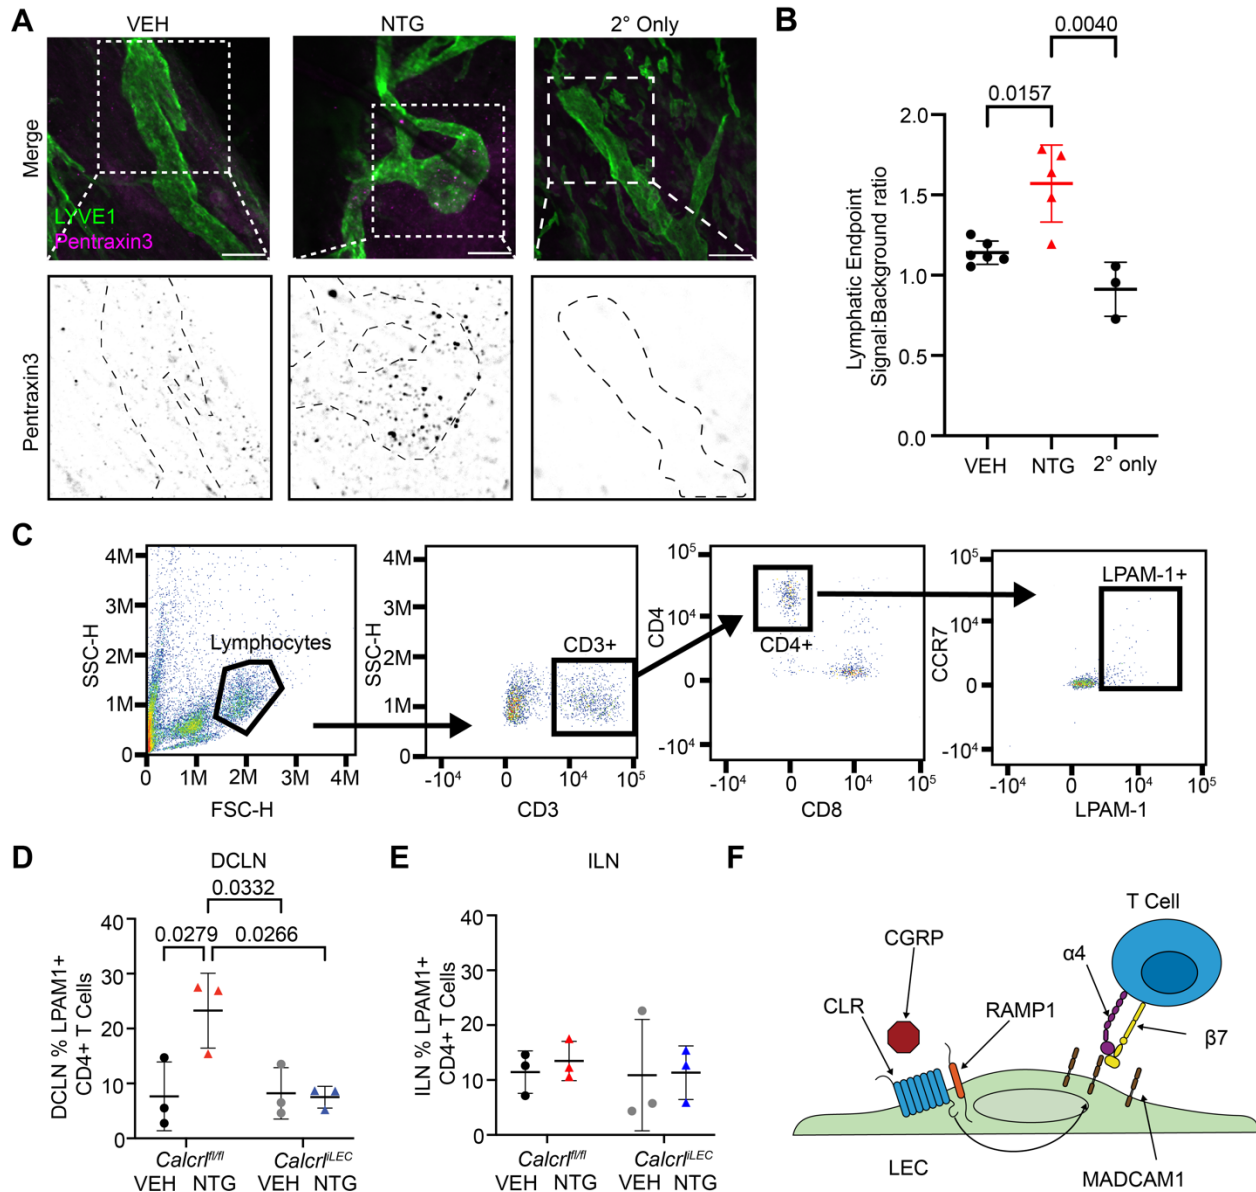 A
VEH
NTG
2° Only
Merge
LYVE1
Pentraxin3
Pentraxin3
B
0.0040
0.0157
Lymphatic Endpoint
Signal:Background ratio
2.0
1.5
1.0
0.5
0.0
VEH
NTG
2° only
C
SSC-H
4M
3M
2M
1M
0
Lymphocytes
0
1M
2M
3M
4M
FSC-H
SSC-H
4M
3M
2M
1M
0
CD3+
-10⁴
0
10⁴
10⁵
CD3
CD4
10⁵
10⁴
0
-10⁴
CD4+
-10⁴
0
10⁴
10⁵
CD8
CCR7
10⁵
10⁴
0
-10⁴
LPAM-1+
-10⁴
0
10⁴
10⁵
LPAM-1
D
DCLN
0.0332
0.0279
0.0266
DCLN % LPAM1+
CD4+ T Cells
40
30
20
10
0
Calcrl^fl/fl
Calcrl^iLEC
VEH NTG
VEH NTG
E
ILN
ILN % LPAM1+
CD4+ T Cells
40
30
20
10
0
Calcrl^fl/fl
Calcrl^iLEC
VEH NTG
VEH NTG
F
T Cell
CGRP
α4
CLR
RAMP1
β7
LEC
MADCAM1